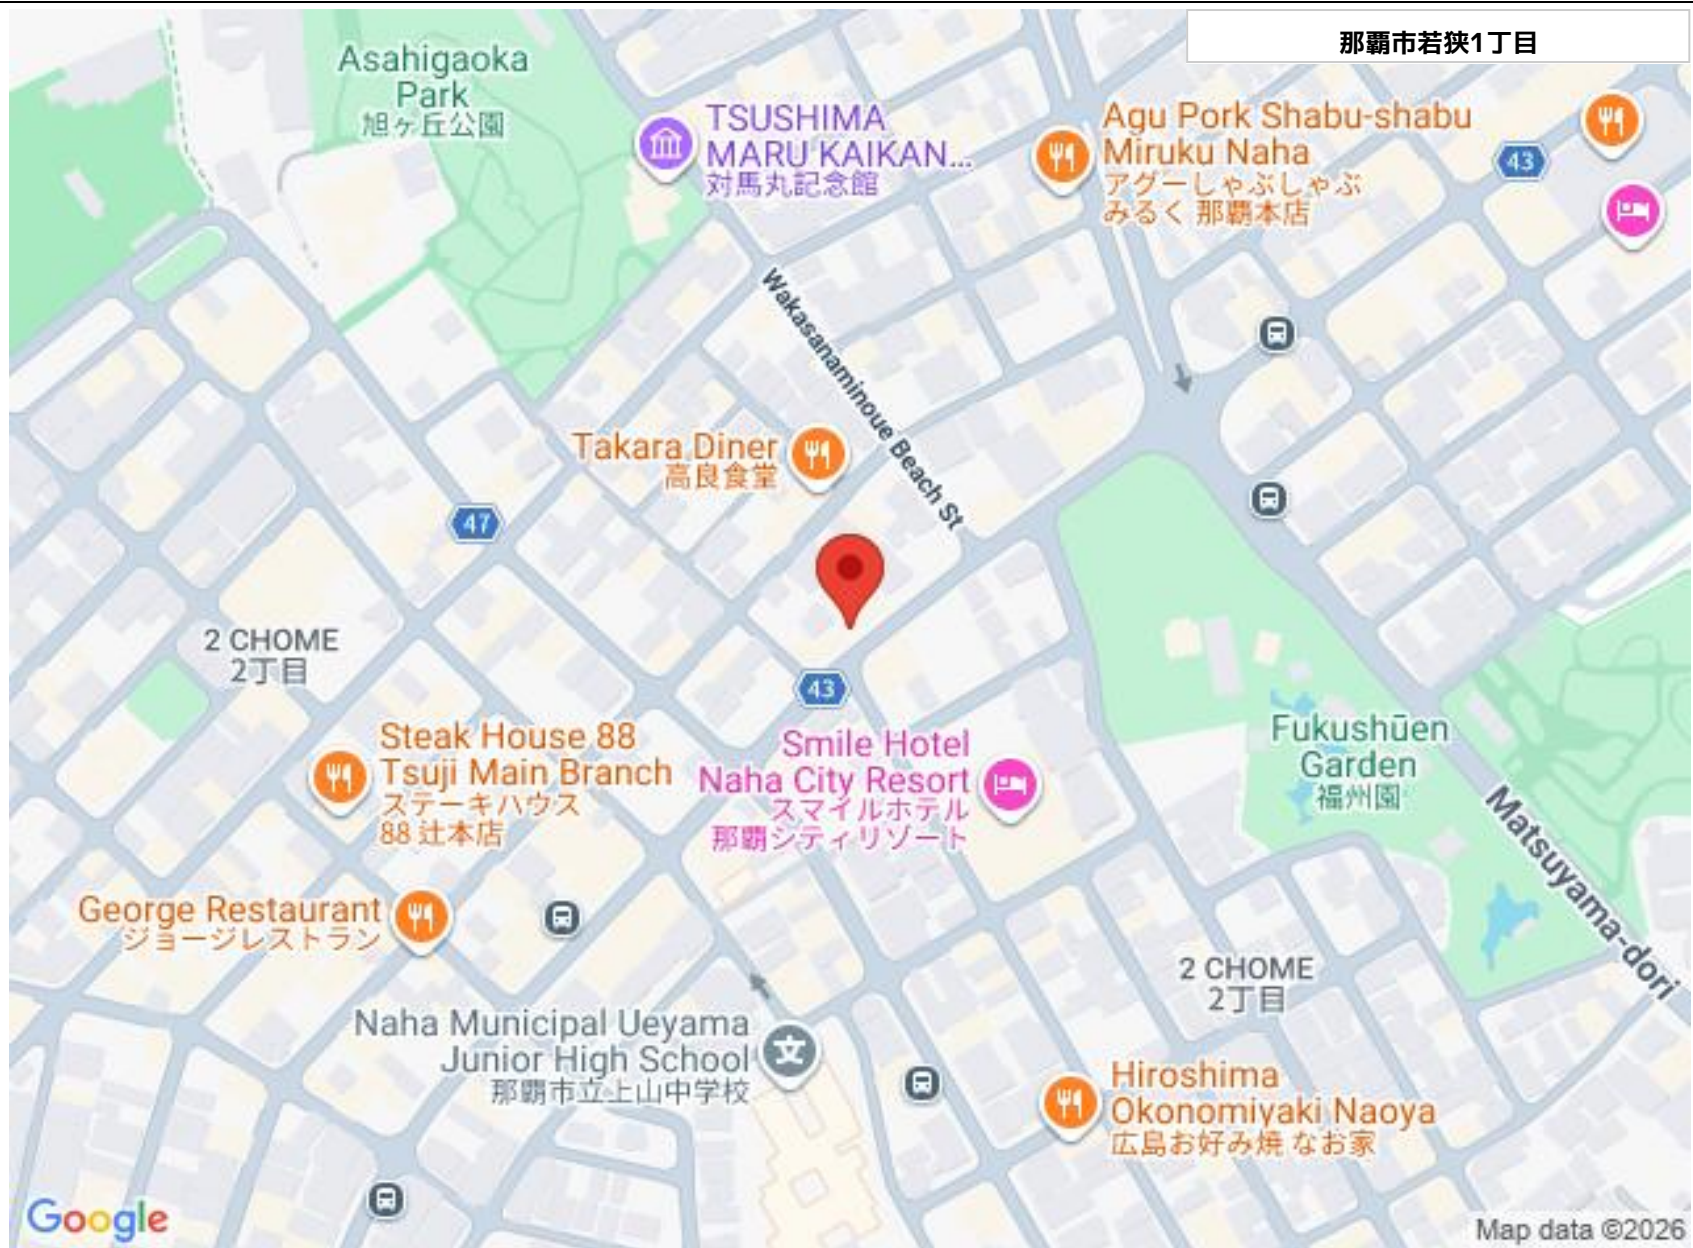 那覇市若狭1丁目
Asahigaoka
Park
旭ヶ丘公園
TSUSHIMA
MARU KAIKAN...
対馬丸記念館
Agu Pork Shabu-shabu
Miruku Naha
アグーしゃぶしゃぶ
みるく 那覇本店
43
Wakasanaminoue Beach St
Takara Diner
高良食堂
47
2 CHOME
2丁目
43
Steak House 88
Tsuji Main Branch
ステーキハウス
88 辻本店
Smile Hotel
Naha City Resort
スマイルホテル
那覇シティリゾート
Fukushūen
Garden
福州園
Matsuyama-dori
George Restaurant
ジョージレストラン
2 CHOME
2丁目
Naha Municipal Ueyama
Junior High School
那覇市立上山中学校
文
Hiroshima
Okonomiyaki Naoya
広島お好み焼 なお家
Google
Map data ©2026